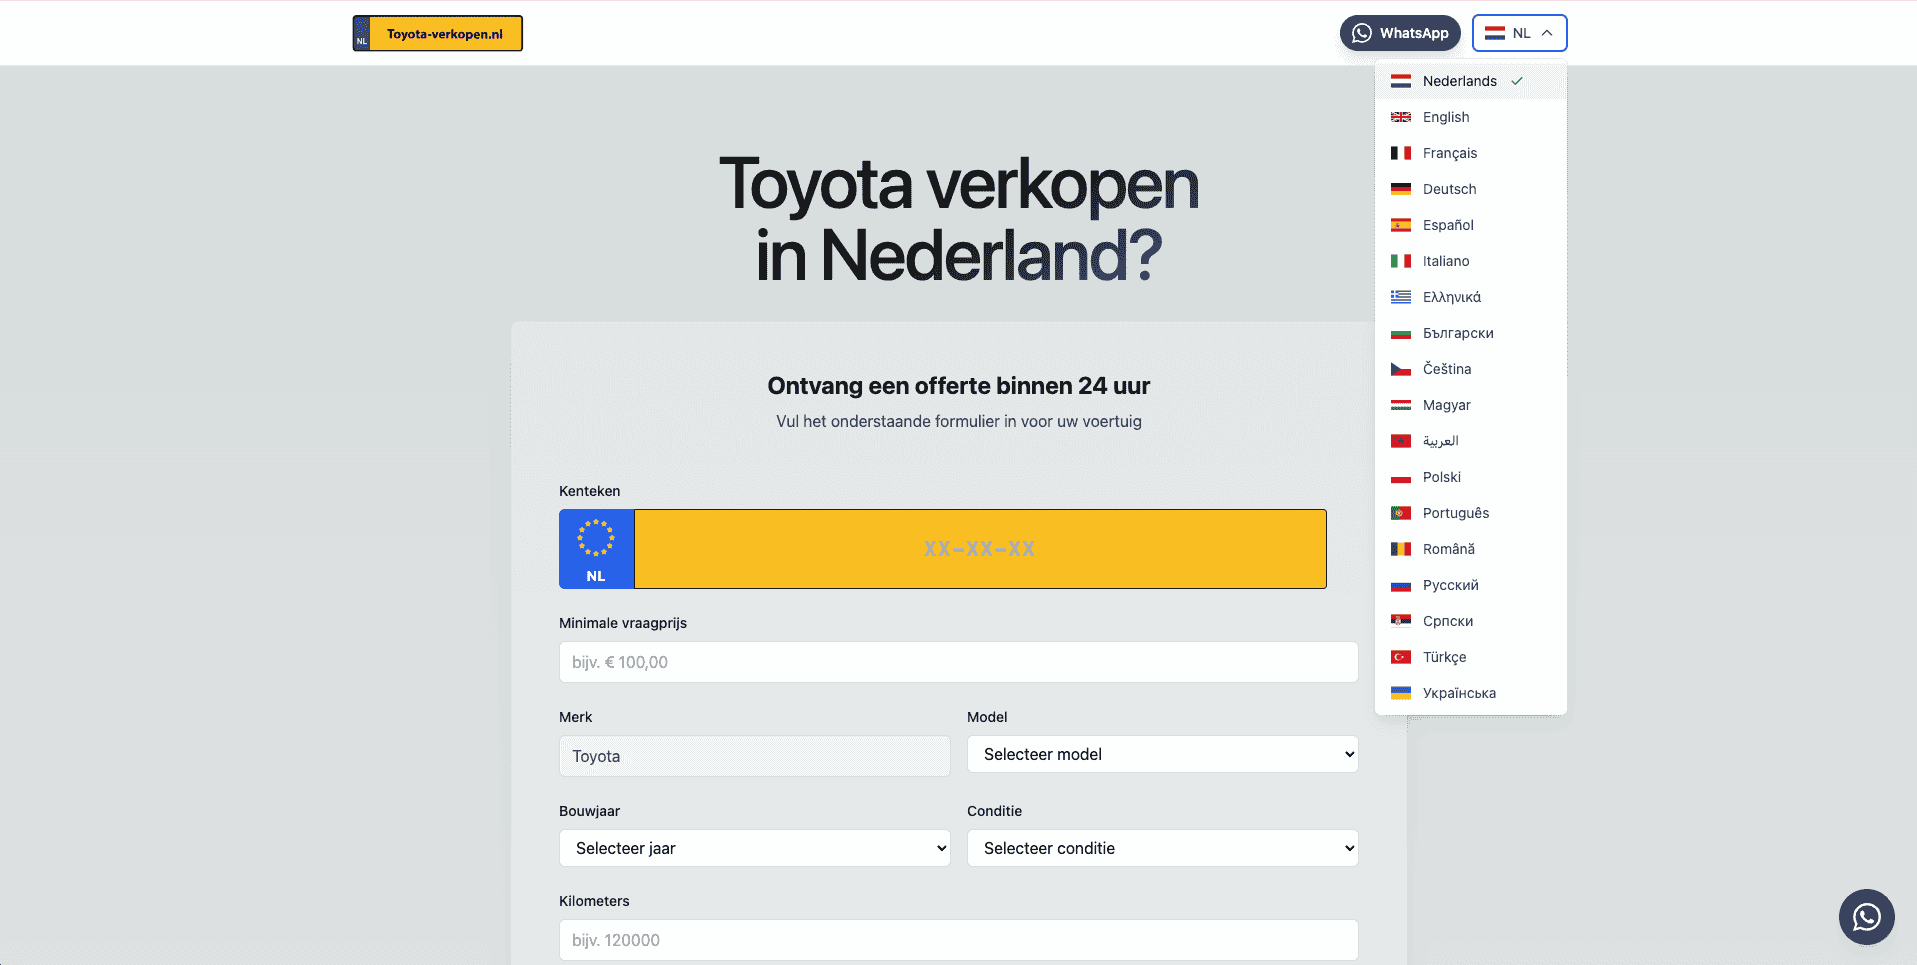 NL
Toyota-verkopen.nl
WhatsApp
NL
Nederlands
English
Français
Deutsch
Español
Italiano
Ελληνικά
Български
Čeština
Magyar
العربية
Polski
Português
Română
Русский
Српски
Türkçe
Українська
Toyota verkopen
in Nederland?
Ontvang een offerte binnen 24 uur
Vul het onderstaande formulier in voor uw voertuig
Kenteken
NL
XX-XX-XX
Minimale vraagprijs
bijv. € 100,00
Merk
Model
Toyota
Selecteer model
Bouwjaar
Conditie
Selecteer jaar
Selecteer conditie
Kilometers
bijv. 120000